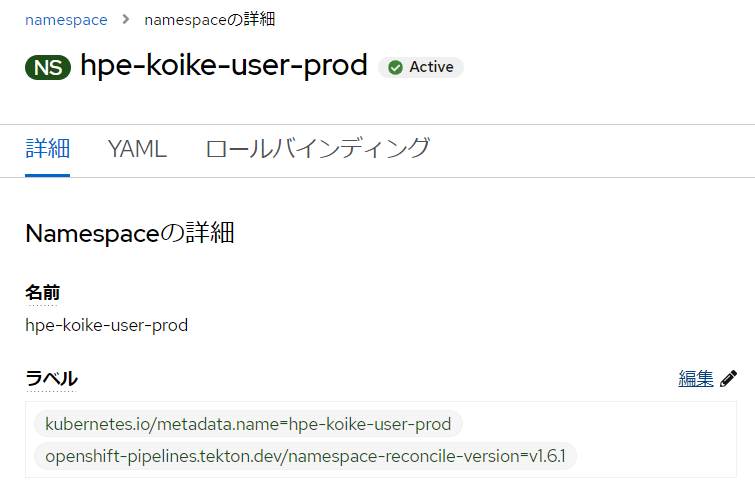 namespace > namespaceの詳細
NS hpe-koike-user-prod Active
詳細 YAML ロールバインディング
Namespaceの詳細
名前
hpe-koike-user-prod
ラベル 編集
kubernetes.io/metadata.name=hpe-koike-user-prod
openshift-pipelines.tekton.dev/namespace-reconcile-version=v1.6.1